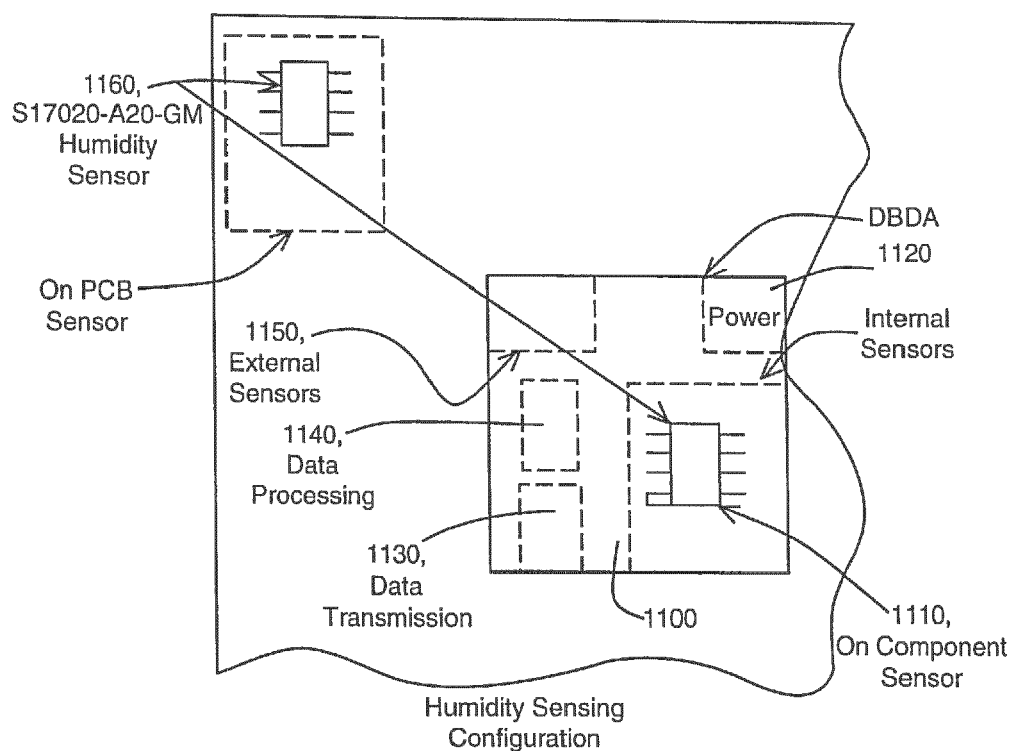 1160,
S17020-A20-GM
Humidity
Sensor
On PCB
Sensor
DBDA
1120
Power
Internal
Sensors
1150,
External
Sensors
1140,
Data
Processing
1130,
Data
Transmission
1100
1110,
On Component
Sensor
Humidity Sensing
Configuration